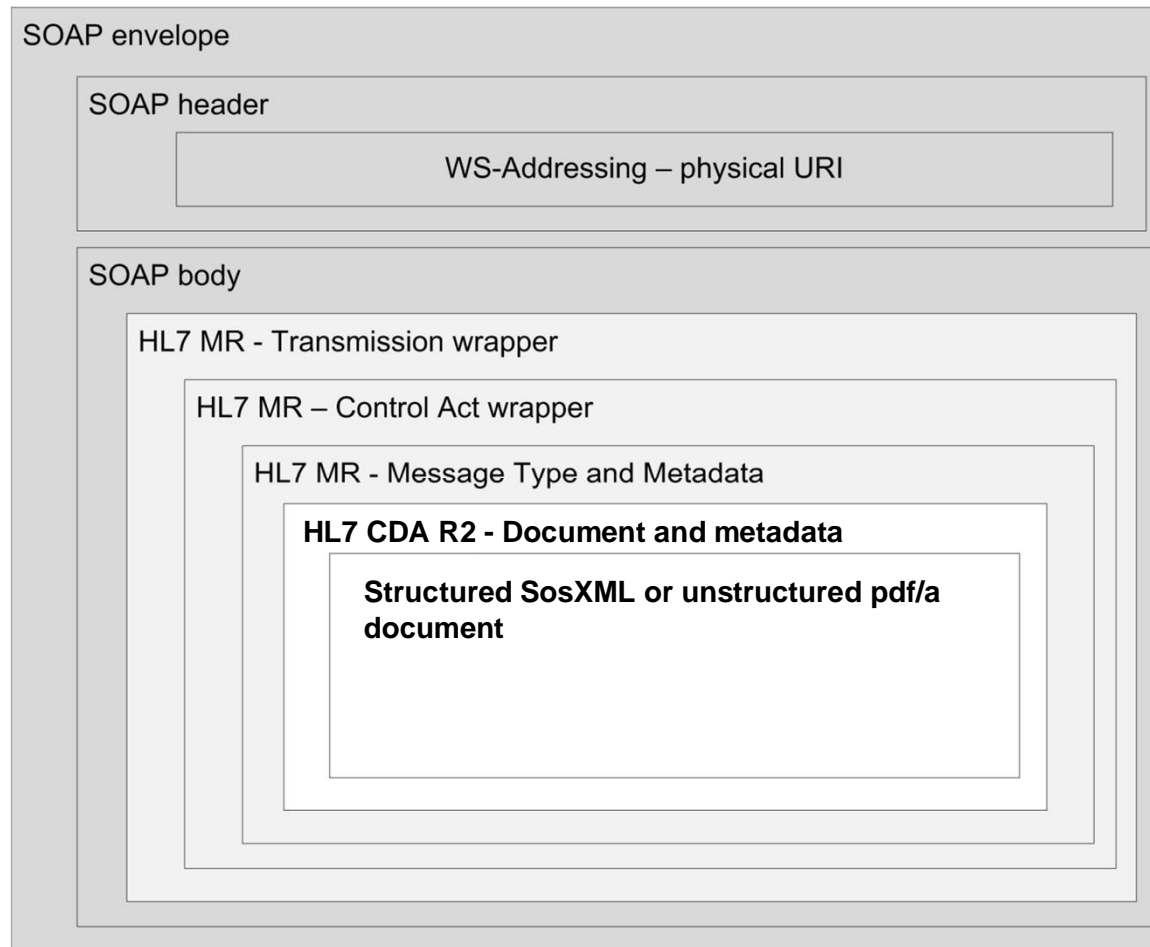 SOAP envelope
SOAP header
WS-Addressing – physical URI
SOAP body
HL7 MR - Transmission wrapper
HL7 MR – Control Act wrapper
HL7 MR - Message Type and Metadata
HL7 CDA R2 - Document and metadata
Structured SosXML or unstructured pdf/a
document